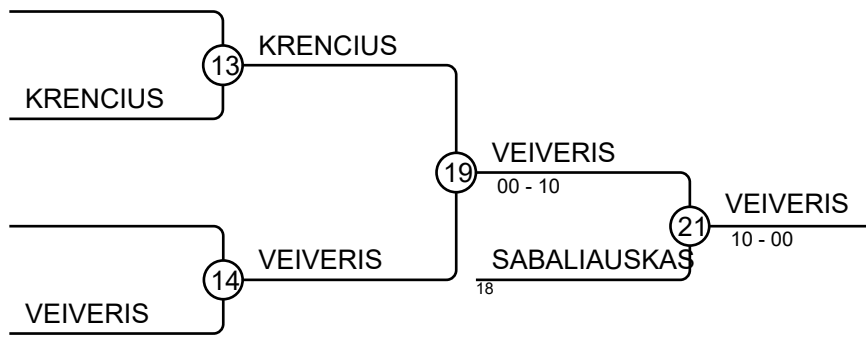 KRENCIUS
13
KRENCIUS
VEIVERIS
19
00 - 10
VEIVERIS
21
10 - 00
VEIVERIS
14
SABALIAUSKAS
18
VEIVERIS